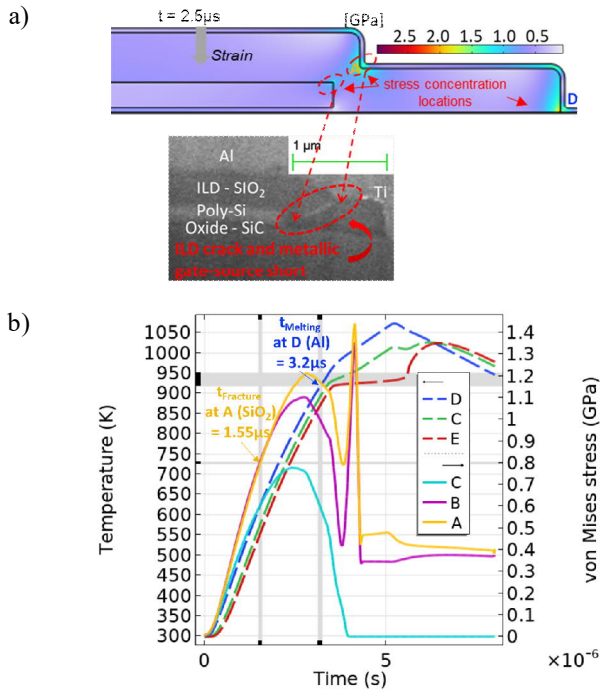 a)
t = 2.5µs
[GPa]
2.5 2.0 1.5 1.0 0.5
Strain
stress concentration
locations
D
1 µm
Al
ILD - SIO2
Ti
Poly-Si
Oxide - SiC
ILD crack and metallic
gate-source short
b)
tMelting
at D (Al)
= 3.2µs
tFracture
at A (SiO2)
= 1.55µs
Temperature (K)
1050
1000
950
900
850
800
750
700
650
600
550
500
450
400
350
300
1.4
1.3
1.2
1.1
1
0.9
0.8
0.7
0.6
0.5
0.4
0.3
0.2
0.1
0
von Mises stress (GPa)
D
C
E
C
B
A
0 5 ×10⁻⁶
Time (s)